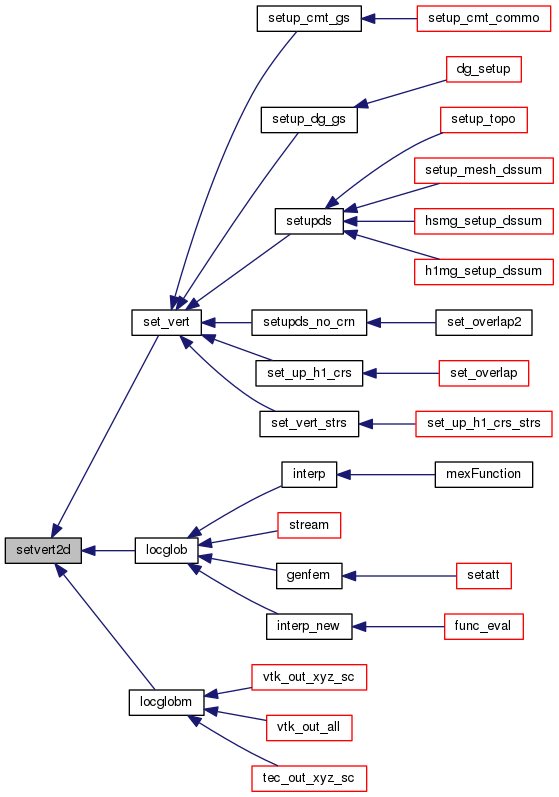 setup_cmt_gs
setup_cmt_commo
dg_setup
setup_dg_gs
setup_topo
setup_mesh_dssum
setupds
hsmg_setup_dssum
h1mg_setup_dssum
set_vert
setupds_no_crn
set_overlap2
set_up_h1_crs
set_overlap
set_vert_strs
set_up_h1_crs_strs
interp
mexFunction
stream
setvert2d
locglob
genfem
setatt
interp_new
func_eval
vtk_out_xyz_sc
locglobm
vtk_out_all
tec_out_xyz_sc